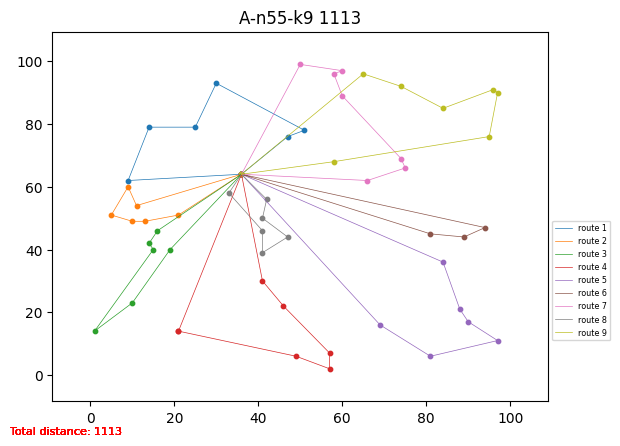 A-n55-k9 1113
100
80
60
40
20
0
0 20 40 60 80 100
route 1
route 2
route 3
route 4
route 5
route 6
route 7
route 8
route 9
Total distance: 1113